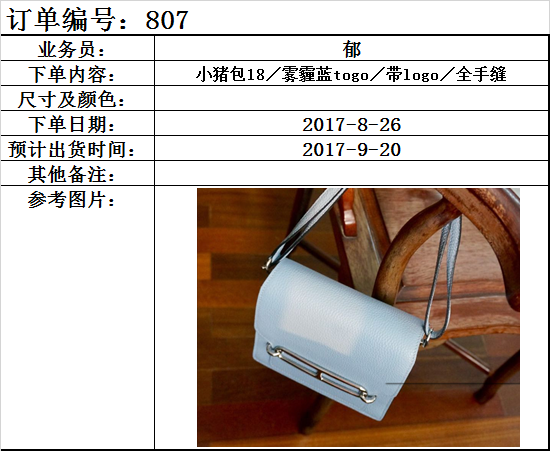 订单编号：807
业务员： 郁
下单内容： 小猪包18／雾霾蓝togo／带logo／全手缝
尺寸及颜色：
下单日期： 2017-8-26
预计出货时间： 2017-9-20
其他备注：
参考图片：